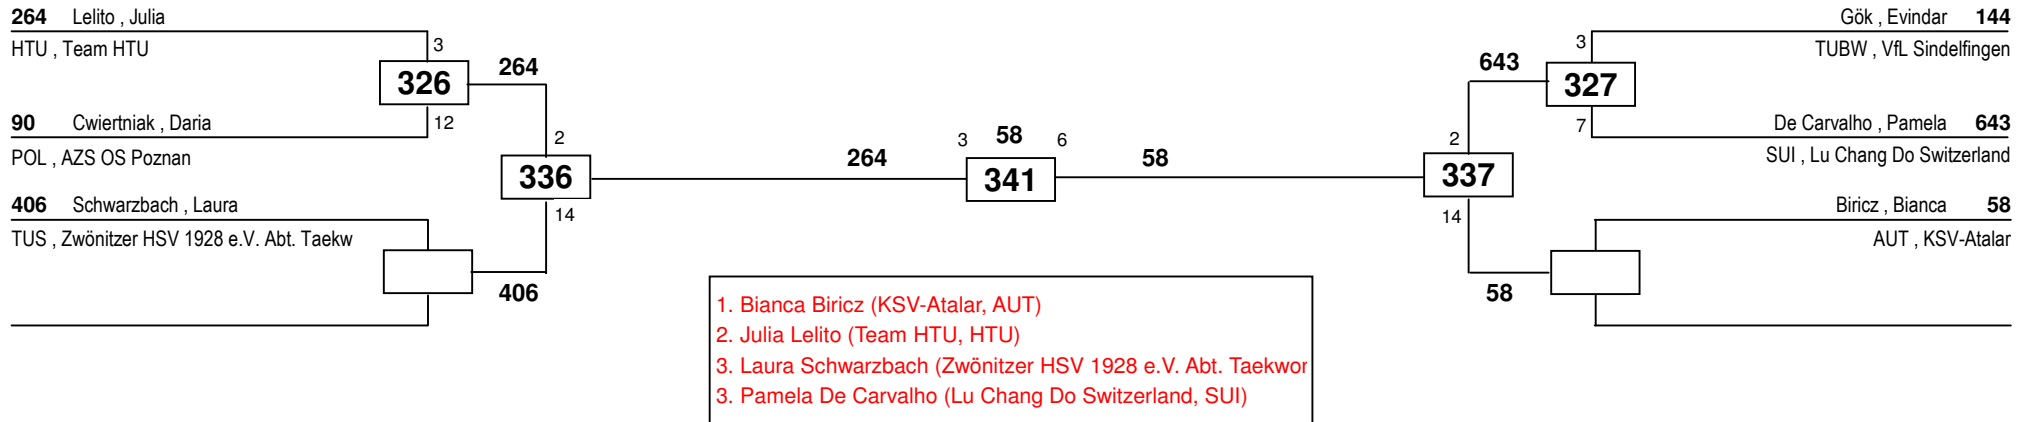 264 Lelito , Julia
HTU , Team HTU
3
326
264
12
90 Cwiertniak , Daria
POL , AZS OS Poznan
2
336
14
406 Schwarzbach , Laura
TUS , Zwönitzer HSV 1928 e.V. Abt. Taekw
406
264
3 58 6
341
58
Gök , Evindar 144
TUBW , VfL Sindelfingen
3
643
327
7
De Carvalho , Pamela 643
SUI , Lu Chang Do Switzerland
2
337
14
Biricz , Bianca 58
AUT , KSV-Atalar
58
1. Bianca Biricz (KSV-Atalar, AUT)
2. Julia Lelito (Team HTU, HTU)
3. Laura Schwarzbach (Zwönitzer HSV 1928 e.V. Abt. Taekwor
3. Pamela De Carvalho (Lu Chang Do Switzerland, SUI)